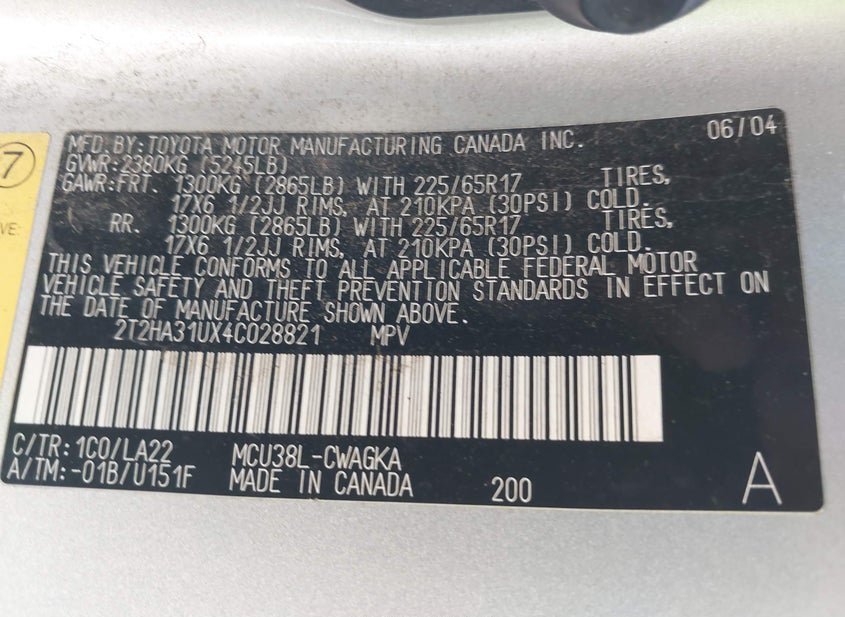 7
VE:
MFD.BY:TOYOTA MOTOR MANUFACTURING CANADA INC. 06/04
GVWR:2380KG (5245LB)
GAWR:FRT. 1300KG (2865LB) WITH 225/65R17 TIRES,
17X6 1/2JJ RIMS, AT 210KPA (30PSI) COLD.
RR. 1300KG (2865LB) WITH 225/65R17 TIRES,
17X6 1/2JJ RIMS, AT 210KPA (30PSI) COLD.
THIS VEHICLE CONFORMS TO ALL APPLICABLE FEDERAL MOTOR
VEHICLE SAFETY AND THEFT PREVENTION STANDARDS IN EFFECT ON
THE DATE OF MANUFACTURE SHOWN ABOVE.
2T2HA31UX4C028821 MPV
C/TR:1C0/LA22 MCU38L-CWAGKA
A/TM:-01B/U151F MADE IN CANADA 200 A